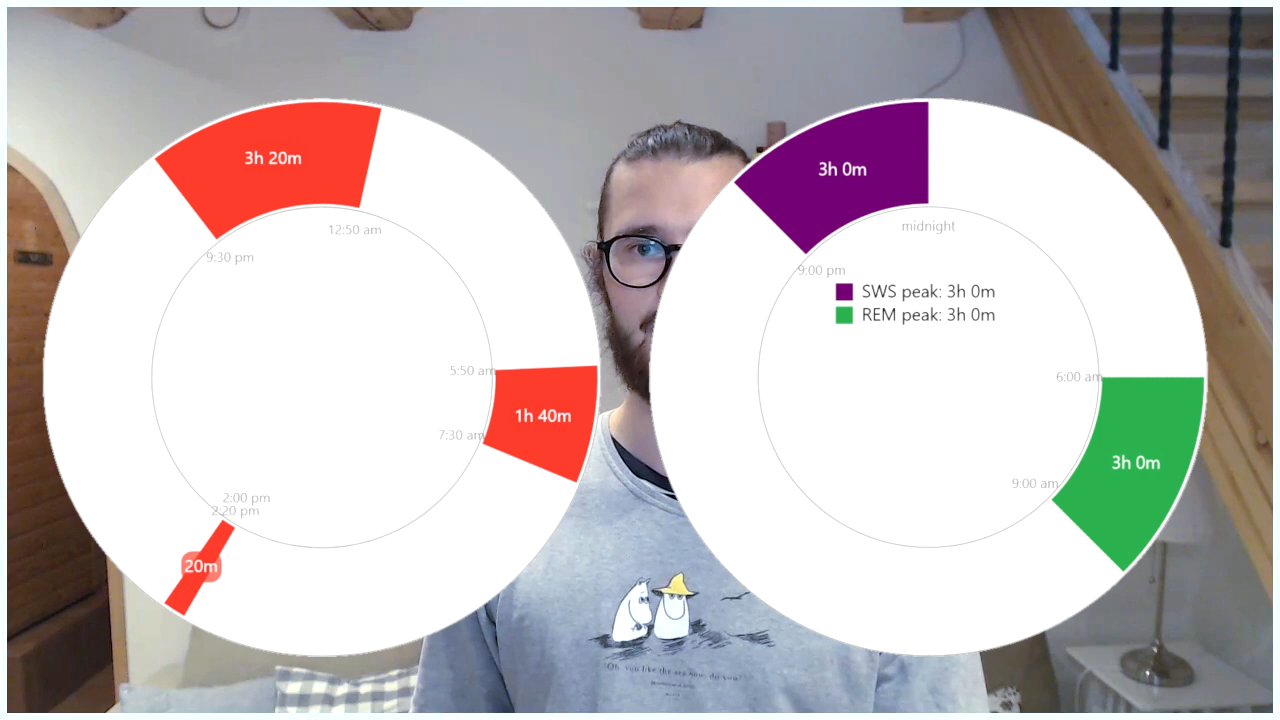 3h 20m
12:50 am
9:30 pm
5:50 am
1h 40m
7:30 am
2:00 pm
2:20 pm
20m
3h 0m
midnight
9:00 pm
SWS peak: 3h 0m
REM peak: 3h 0m
6:00 am
3h 0m
9:00 am
"Oh, you like the sea now, do you?"